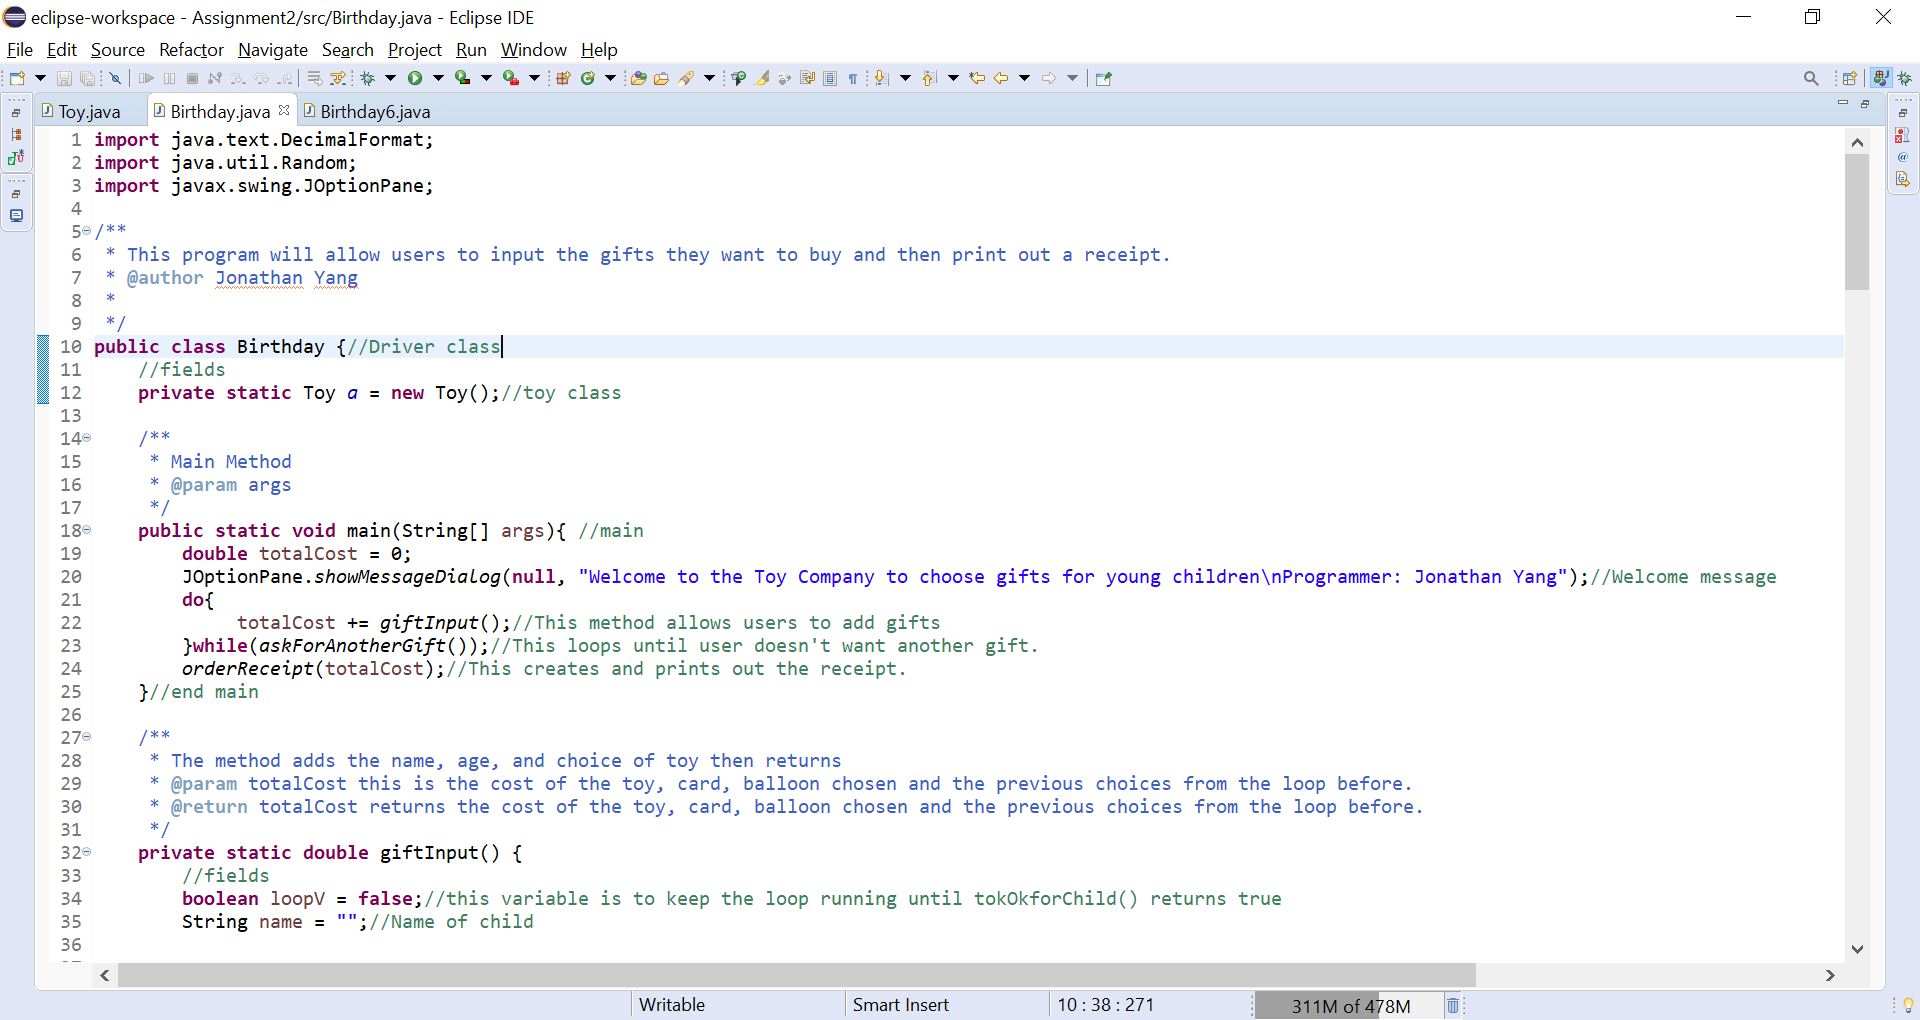 eclipse-workspace - Assignment2/src/Birthday.java - Eclipse IDE
File Edit Source Refactor Navigate Search Project Run Window Help
Toy.java Birthday.java Birthday6.java
1 import java.text.DecimalFormat;
2 import java.util.Random;
3 import javax.swing.JOptionPane;
4
5 /**
6  * This program will allow users to input the gifts they want to buy and then print out a receipt.
7  * @author Jonathan Yang
8  *
9  */
10 public class Birthday {//Driver class
11     //fields
12     private static Toy a = new Toy();//toy class
13
14     /**
15      * Main Method
16      * @param args
17      */
18     public static void main(String[] args){ //main
19         double totalCost = 0;
20         JOptionPane.showMessageDialog(null, "Welcome to the Toy Company to choose gifts for young children\nProgrammer: Jonathan Yang");//Welcome message
21         do{
22              totalCost += giftInput();//This method allows users to add gifts
23         }while(askForAnotherGift());//This loops until user doesn't want another gift.
24         orderReceipt(totalCost);//This creates and prints out the receipt.
25     }//end main
26
27     /**
28      * The method adds the name, age, and choice of toy then returns
29      * @param totalCost this is the cost of the toy, card, balloon chosen and the previous choices from the loop before.
30      * @return totalCost returns the cost of the toy, card, balloon chosen and the previous choices from the loop before.
31      */
32     private static double giftInput() {
33         //fields
34         boolean loopV = false;//this variable is to keep the loop running until tokOkforChild() returns true
35         String name = "";//Name of child
36
Writable Smart Insert 10 : 38 : 271 311M of 478M